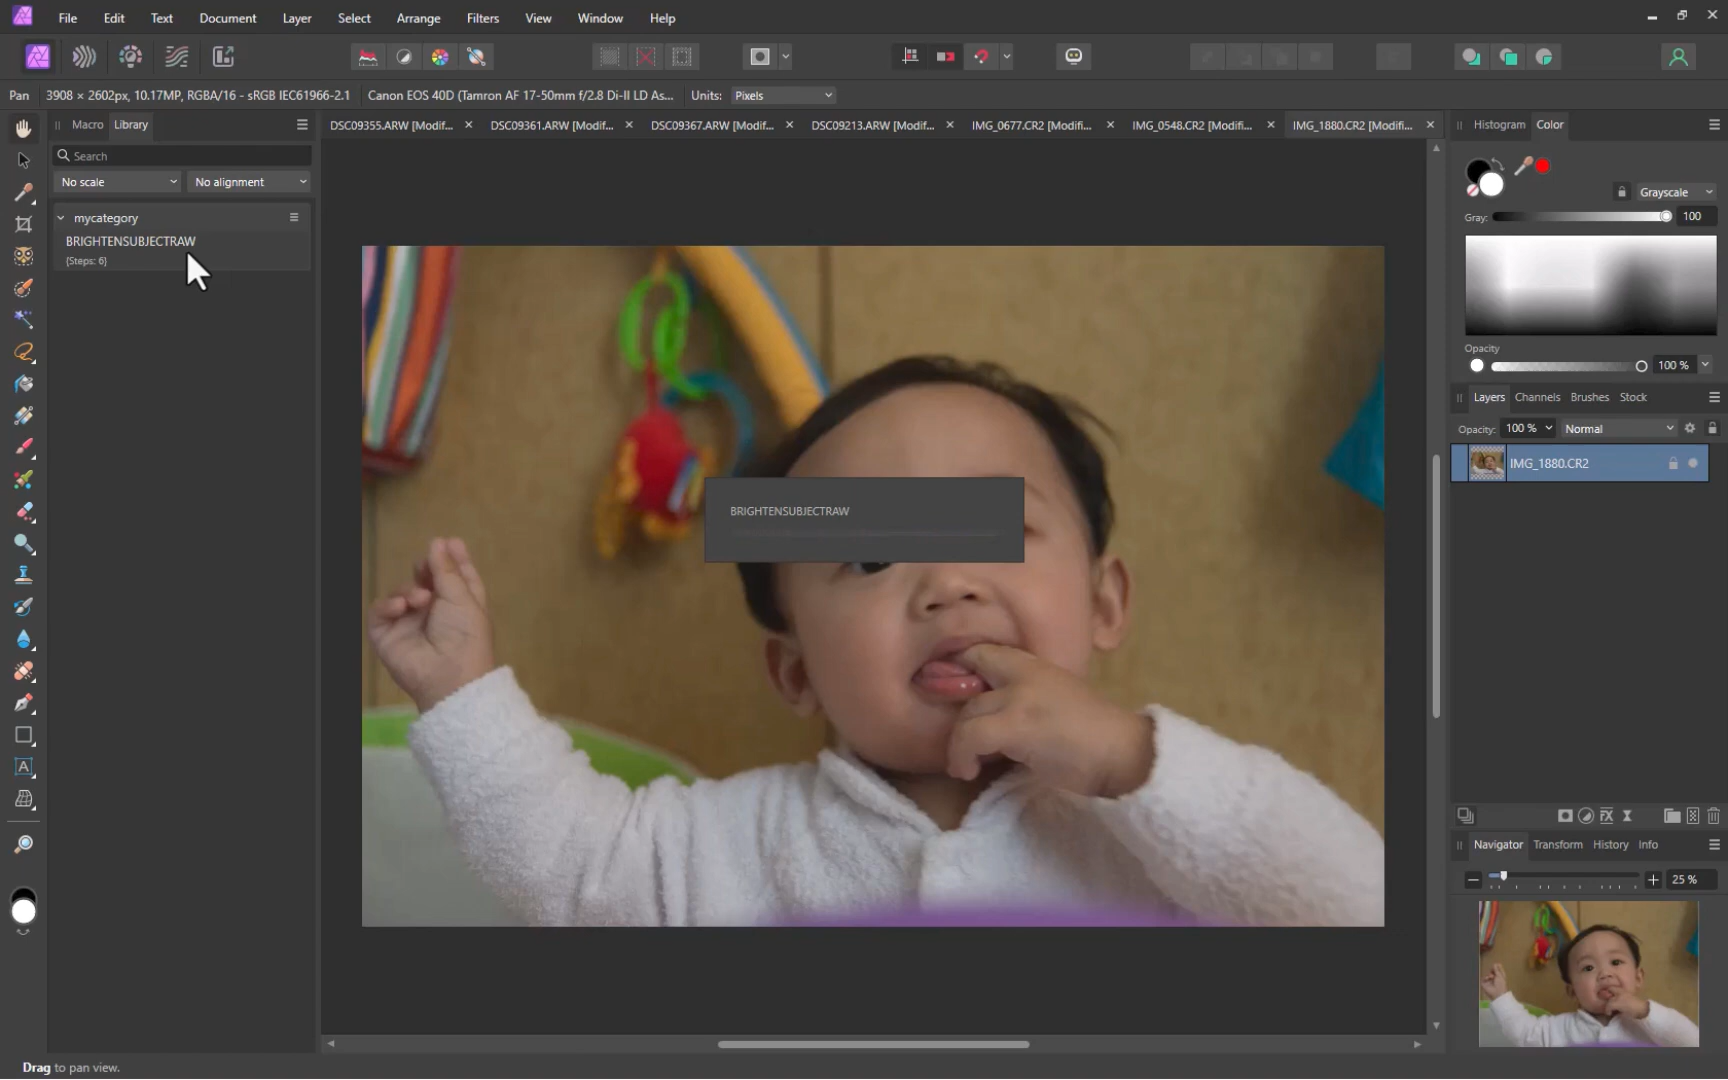 File Edit Text Document Layer Select Arrange Filters View Window Help
Pan 3908 × 2602px, 10.17MP, RGBA/16 - sRGB IEC61966-2.1 Canon EOS 40D (Tamron AF 17-50mm f/2.8 Di-II LD As... Units: Pixels
Macro Library
DSC09355.ARW [Modif... DSC09361.ARW [Modif... DSC09367.ARW [Modif... DSC09213.ARW [Modif... IMG_0677.CR2 [Modifi... IMG_0548.CR2 [Modifi... IMG_1880.CR2 [Modifi...
Histogram Color
Search
No scale No alignment
Grayscale
mycategory
Gray: 100
BRIGHTENSUBJECTRAW
{Steps: 6}
Opacity
100 %
Layers Channels Brushes Stock
Opacity: 100 % Normal
IMG_1880.CR2
BRIGHTENSUBJECTRAW
A
Navigator Transform History Info
25 %
Drag to pan view.